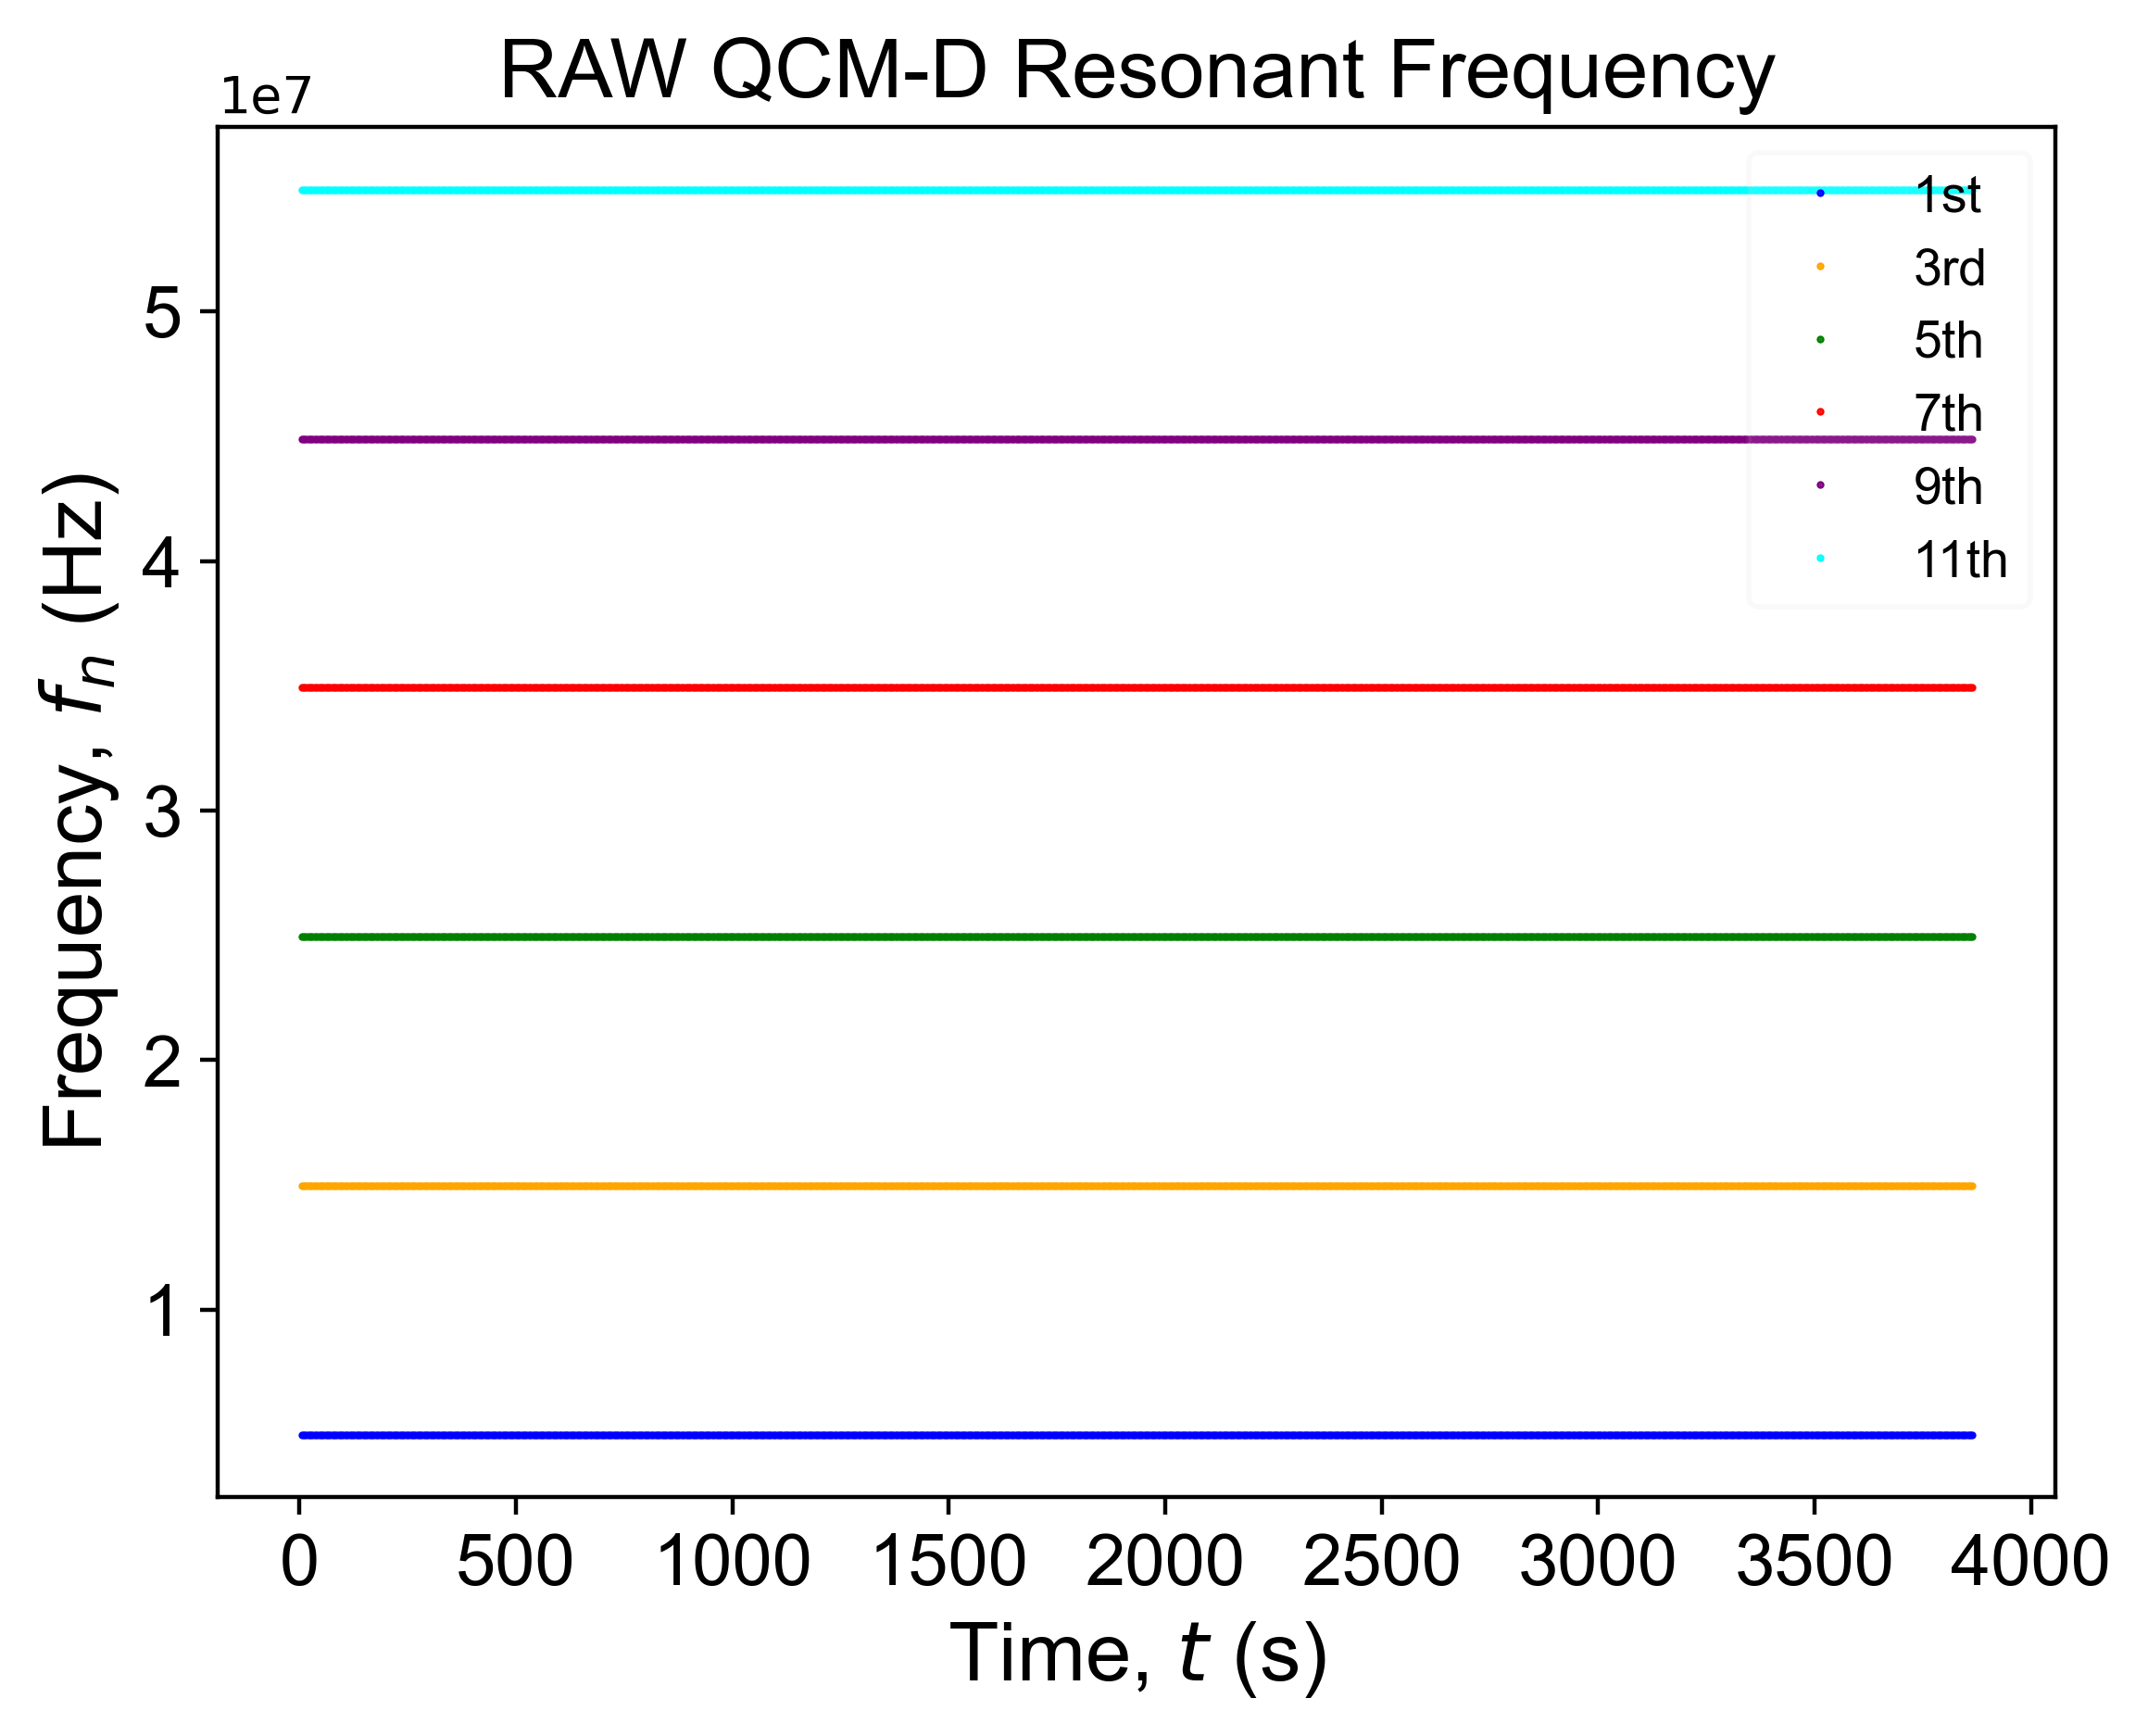 RAW QCM-D Resonant Frequency
1e7
1st
3rd
5th
7th
9th
11th
5
4
3
2
1
Frequency, fn (Hz)
0 500 1000 1500 2000 2500 3000 3500 4000
Time, t (s)